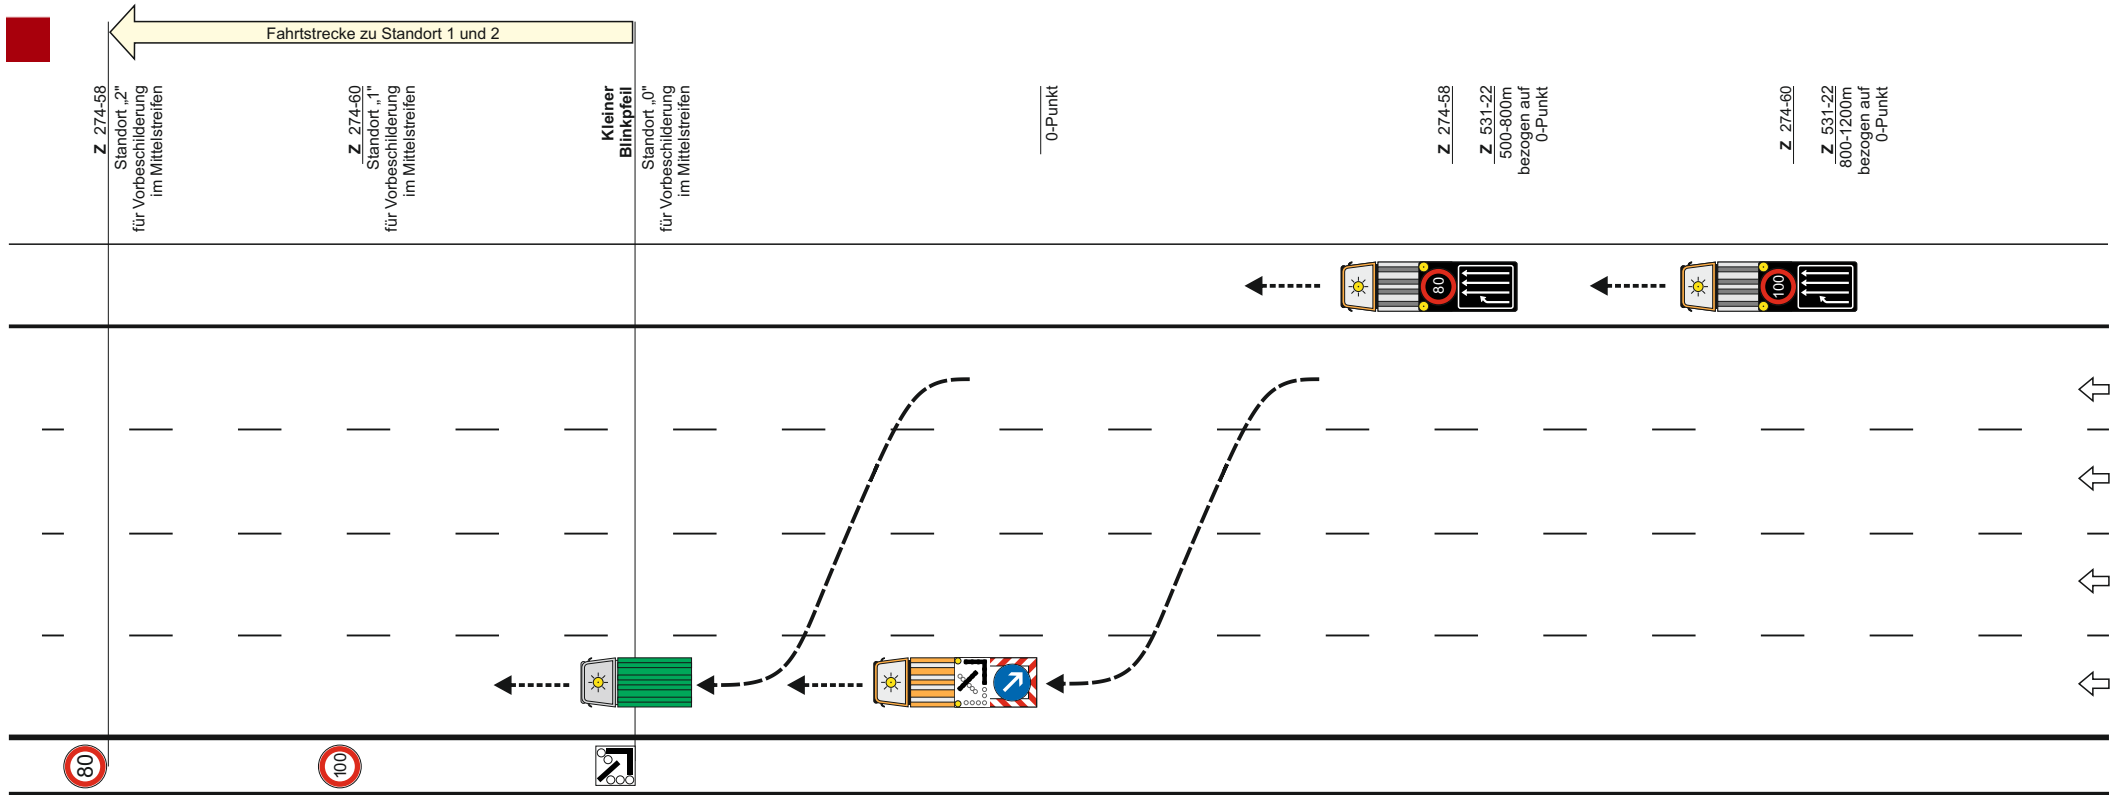 Fahrtstrecke zu Standort 1 und 2
Z 274-58
Standort „2"
für Vorbeschilderung
im Mittelstreifen
Z 274-60
Standort „1"
für Vorbeschilderung
im Mittelstreifen
Kleiner
Blinkpfeil
Standort „0"
für Vorbeschilderung
im Mittelstreifen
0-Punkt
Z 274-58
Z 531-22
500-800m
bezogen auf
0-Punkt
Z 274-60
Z 531-22
800-1200m
bezogen auf
0-Punkt
80
100
80
100